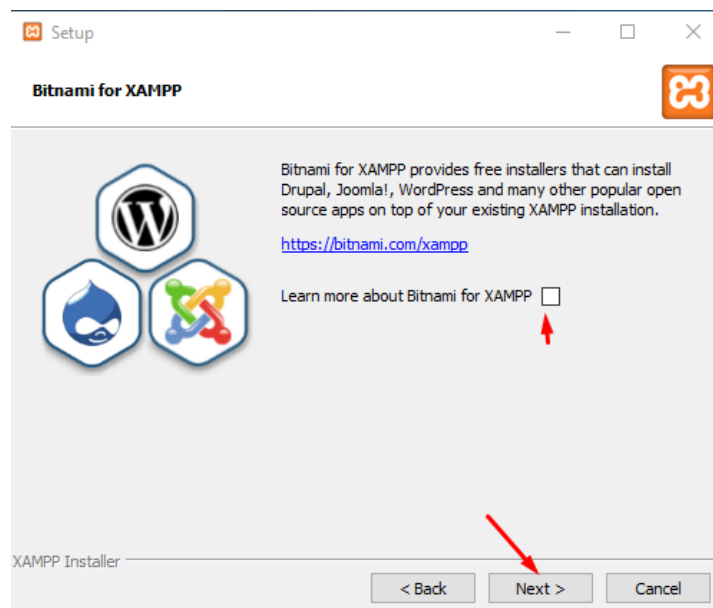 Setup
Bitnami for XAMPP
Bitnami for XAMPP provides free installers that can install
Drupal, Joomla!, WordPress and many other popular open
source apps on top of your existing XAMPP installation.
https://bitnami.com/xampp
Learn more about Bitnami for XAMPP
XAMPP Installer
< Back Next > Cancel